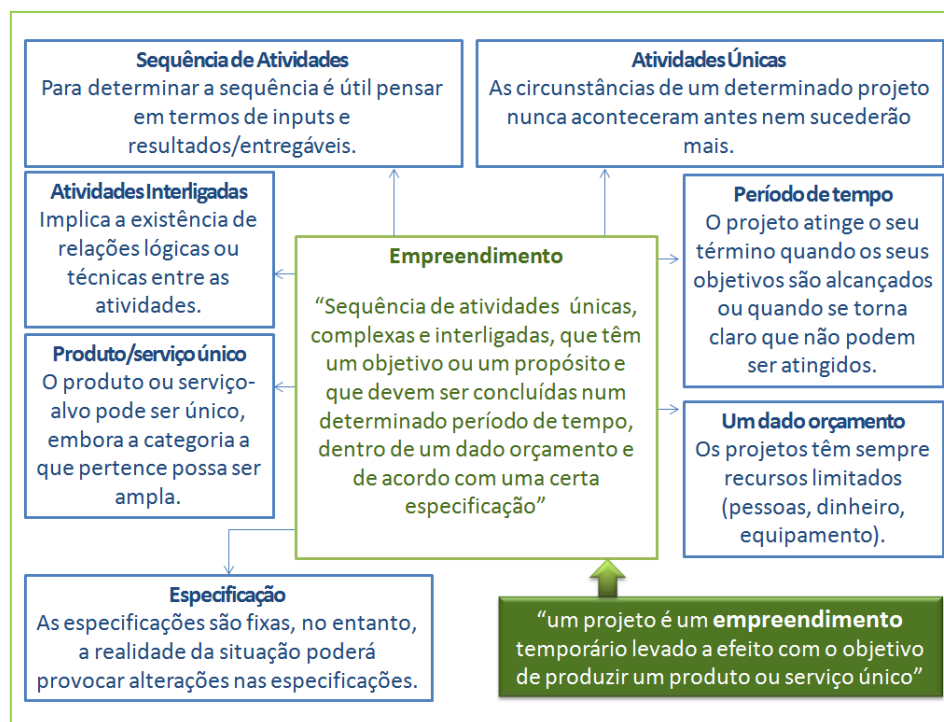 Sequência de Atividades
Para determinar a sequência é útil pensar
em termos de inputs e
resultados/entregáveis.
Atividades Únicas
As circunstâncias de um determinado projeto
nunca aconteceram antes nem sucederão
mais.
Atividades Interligadas
Implica a existência de
relações lógicas ou
técnicas entre as
atividades.
Período de tempo
O projeto atinge o seu
término quando os seus
objetivos são alcançados
ou quando se torna
claro que não podem
ser atingidos.
Empreendimento
“Sequência de atividades únicas,
complexas e interligadas, que têm
um objetivo ou um propósito e
que devem ser concluídas num
determinado período de tempo,
dentro de um dado orçamento e
de acordo com uma certa
especificação”
Produto/serviço único
O produto ou serviço-
alvo pode ser único,
embora a categoria a
que pertence possa ser
ampla.
Um dado orçamento
Os projetos têm sempre
recursos limitados
(pessoas, dinheiro,
equipamento).
Especificação
As especificações são fixas, no entanto,
a realidade da situação poderá
provocar alterações nas especificações.
“um projeto é um empreendimento
temporário levado a efeito com o objetivo
de produzir um produto ou serviço único”